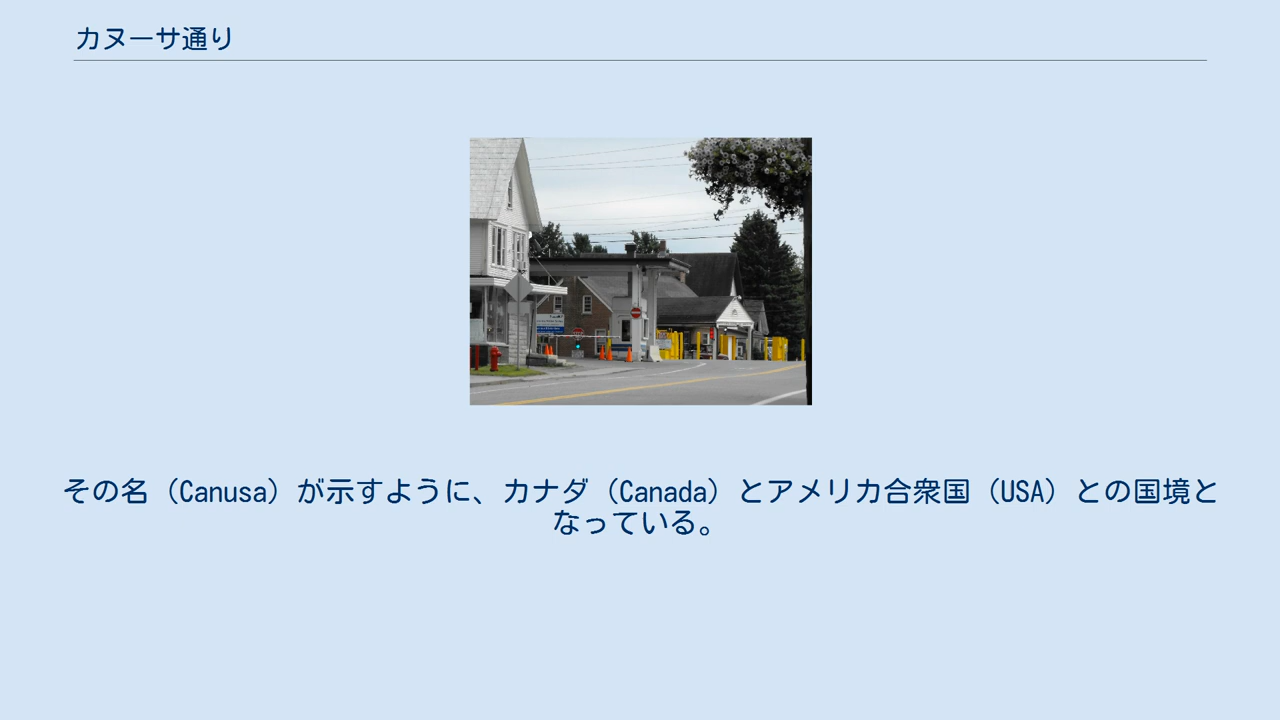 カヌーサ通り
その名（Canusa）が示すように、カナダ（Canada）とアメリカ合衆国（USA）との国境と
なっている。